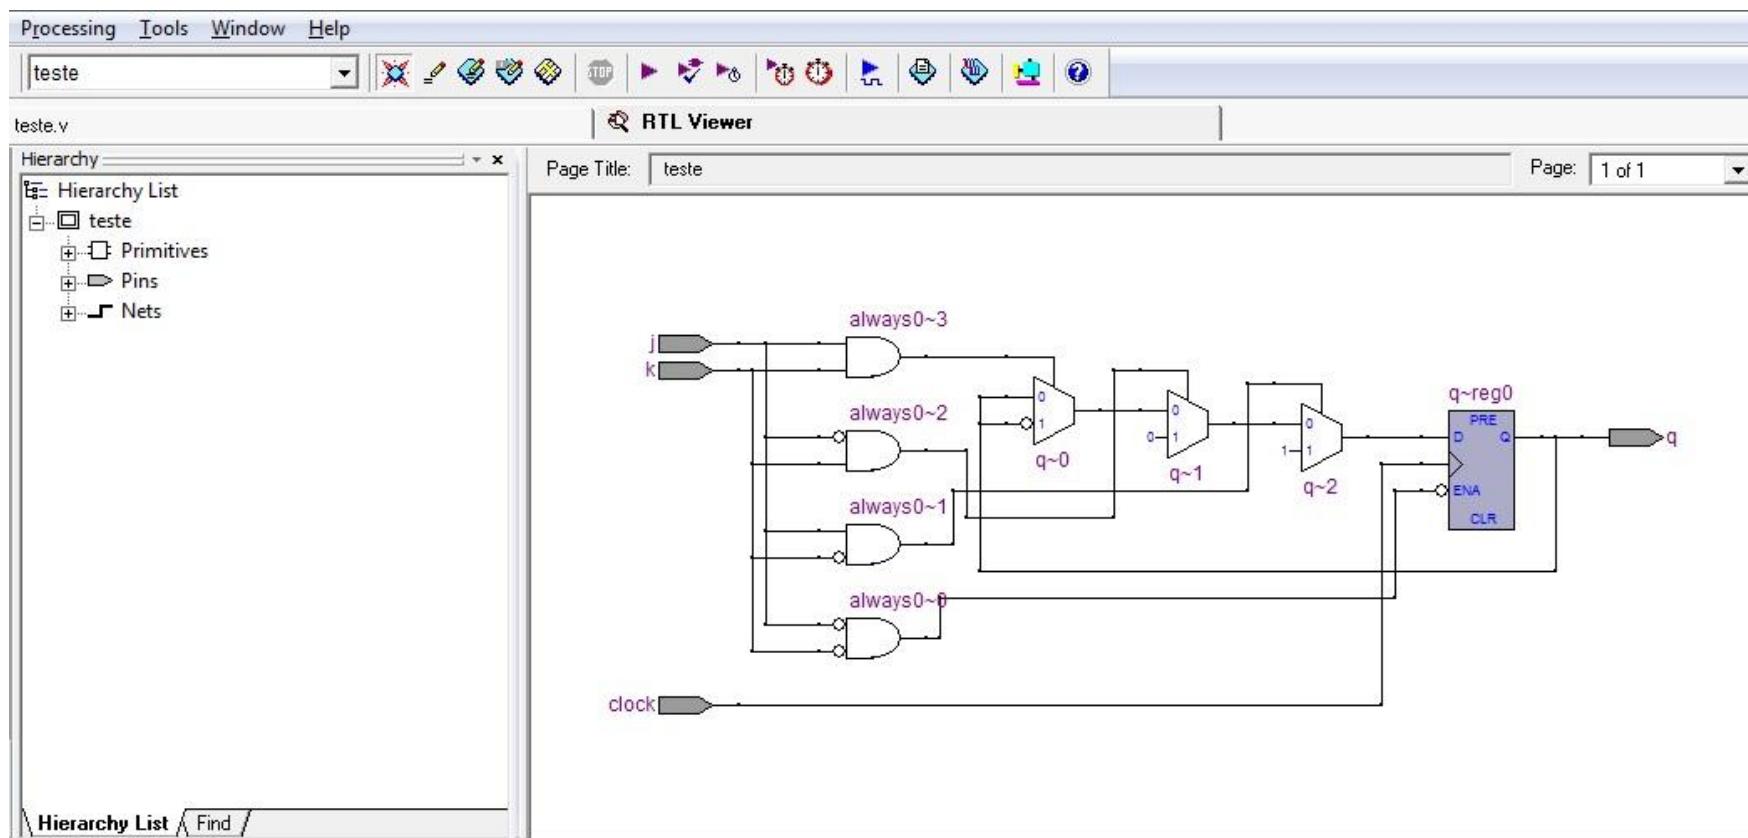 Processing Tools Window Help
teste
STOP
teste.v
RTL Viewer
Hierarchy
Page Title: teste
Page: 1 of 1
Hierarchy List
teste
Primitives
Pins
Nets
always0~3
j
k
0
1
q~0
0
0 1
q~1
0
1 1
q~2
q~reg0
PRE
D Q
ENA
CLR
q
always0~2
always0~1
always0~0
clock
Hierarchy List Find